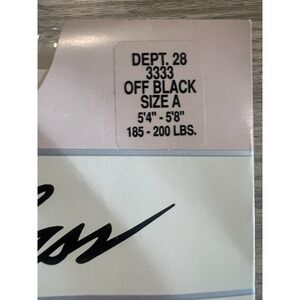 DEPT. 28
3333
OFF BLACK
SIZE A
5'4" - 5'8"
185 - 200 LBS.